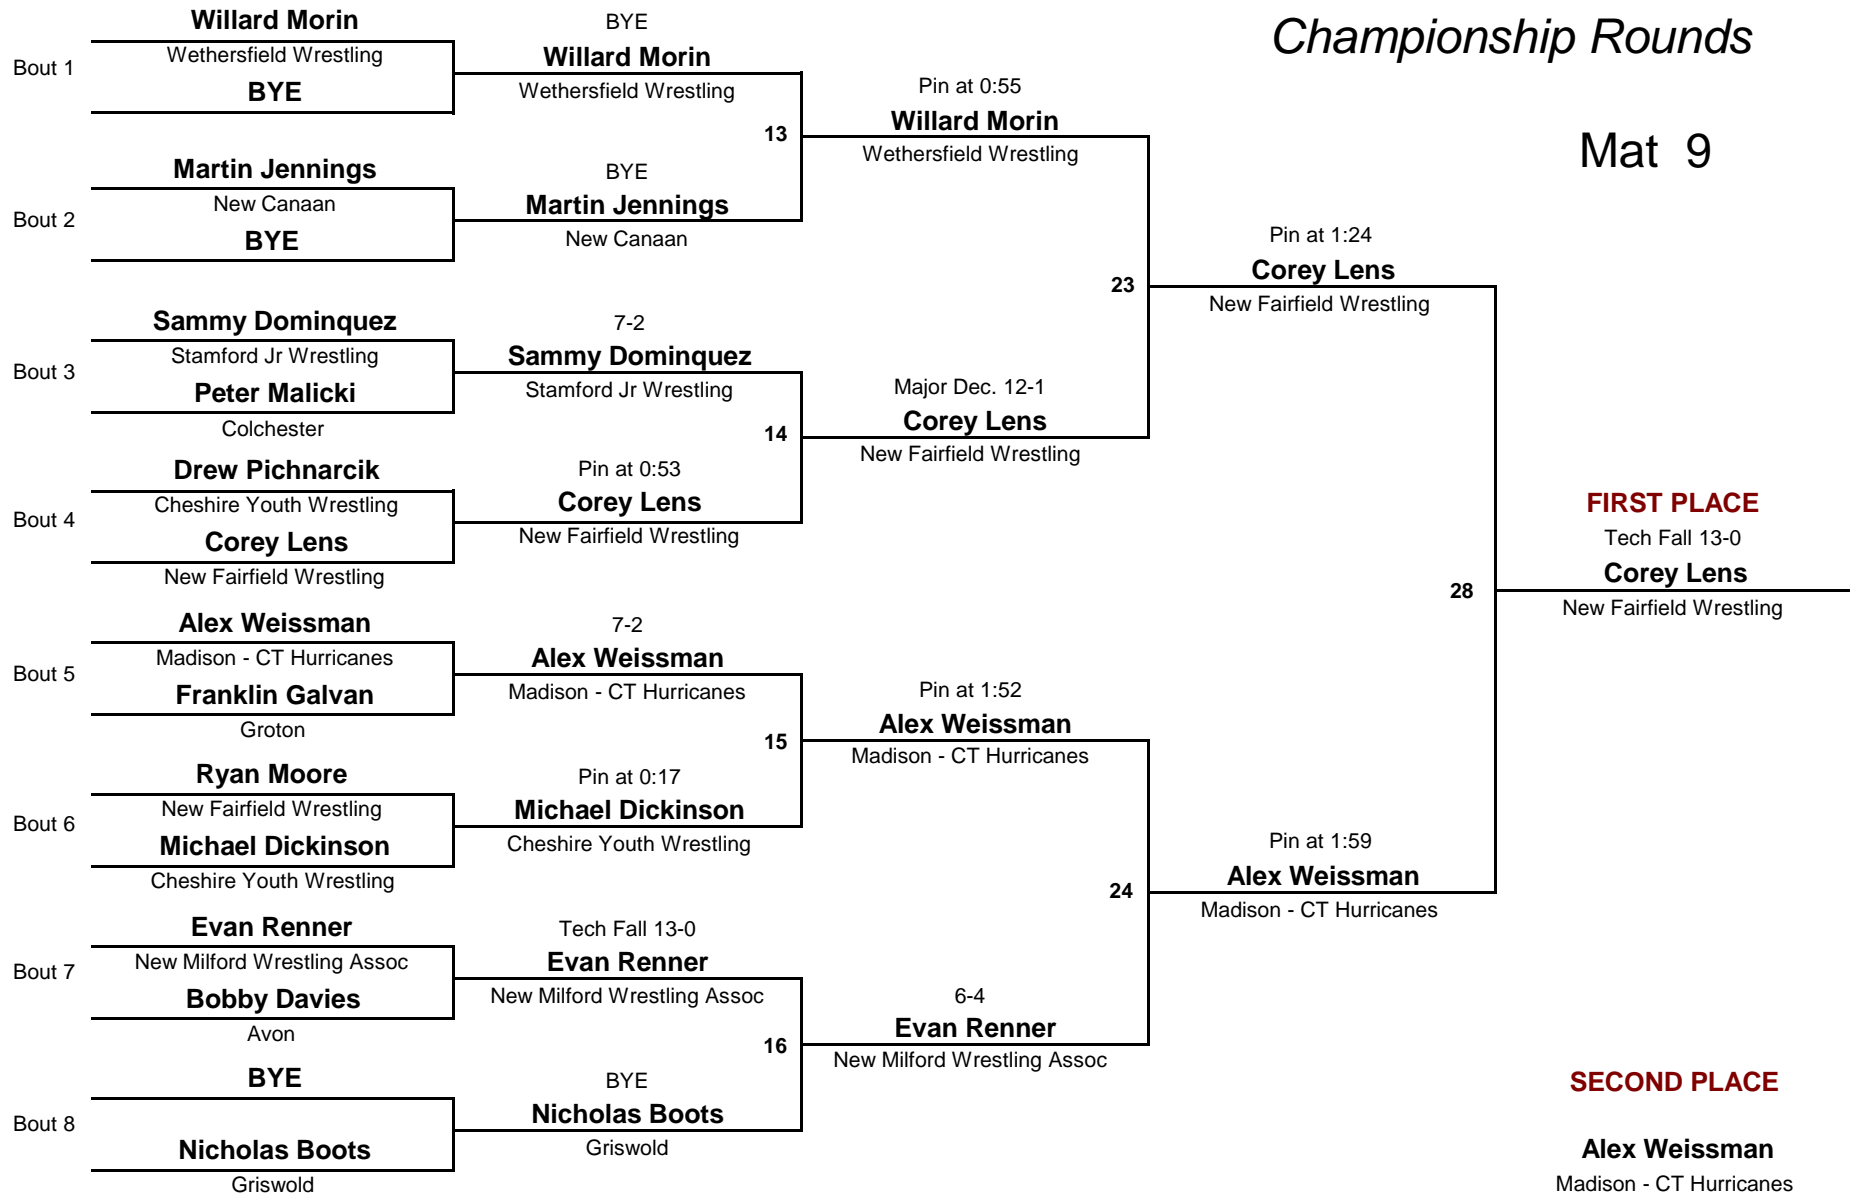 Championship Rounds
Mat 9
Bout 1
Willard Morin
Wethersfield Wrestling
BYE
Bout 2
Martin Jennings
New Canaan
BYE
Bout 3
Sammy Dominquez
Stamford Jr Wrestling
Peter Malicki
Colchester
Bout 4
Drew Pichnarcik
Cheshire Youth Wrestling
Corey Lens
New Fairfield Wrestling
Bout 5
Alex Weissman
Madison - CT Hurricanes
Franklin Galvan
Groton
Bout 6
Ryan Moore
New Fairfield Wrestling
Michael Dickinson
Cheshire Youth Wrestling
Bout 7
Evan Renner
New Milford Wrestling Assoc
Bobby Davies
Avon
Bout 8
BYE
Nicholas Boots
Griswold
BYE
Willard Morin
Wethersfield Wrestling
13
BYE
Martin Jennings
New Canaan
7-2
Sammy Dominquez
Stamford Jr Wrestling
14
Pin at 0:53
Corey Lens
New Fairfield Wrestling
7-2
Alex Weissman
Madison - CT Hurricanes
15
Pin at 0:17
Michael Dickinson
Cheshire Youth Wrestling
Tech Fall 13-0
Evan Renner
New Milford Wrestling Assoc
16
BYE
Nicholas Boots
Griswold
Pin at 0:55
Willard Morin
Wethersfield Wrestling
23
Major Dec. 12-1
Corey Lens
New Fairfield Wrestling
Pin at 1:52
Alex Weissman
Madison - CT Hurricanes
24
6-4
Evan Renner
New Milford Wrestling Assoc
Pin at 1:24
Corey Lens
New Fairfield Wrestling
28
Pin at 1:59
Alex Weissman
Madison - CT Hurricanes
FIRST PLACE
Tech Fall 13-0
Corey Lens
New Fairfield Wrestling
SECOND PLACE
Alex Weissman
Madison - CT Hurricanes